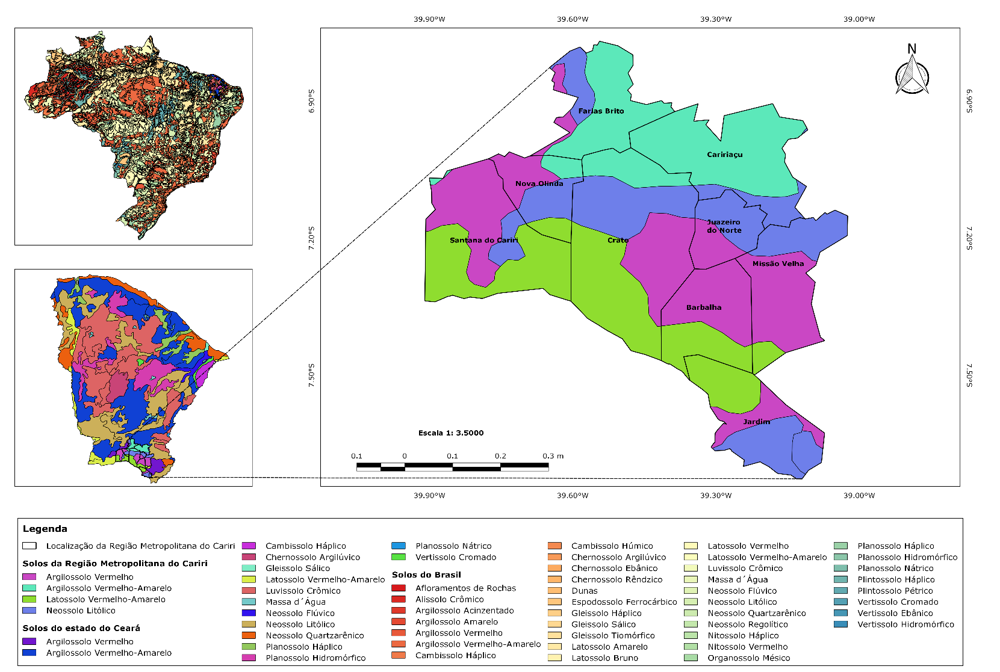 39.90°W 39.60°W 39.30°W 39.00°W
N
6.90°S
7.20°S
7.50°S
6.90°S
7.20°S
7.50°S
Farias Brito
Caririaçu
Nova Olinda
Juazeiro
do Norte
Santana do Cariri
Crato
Missão Velha
Barbalha
Jardim
Escala 1: 3.5000
0.1 0 0.1 0.2 0.3 m
39.90°W 39.60°W 39.30°W 39.00°W
Legenda
Localização da Região Metropolitana do Cariri
Solos da Região Metropolitana do Cariri
Argilossolo Vermelho
Argilossolo Vermelho-Amarelo
Latossolo Vermelho-Amarelo
Neossolo Litólico
Solos do estado do Ceará
Argilossolo Vermelho
Argilossolo Vermelho-Amarelo
Cambissolo Háplico
Chernossolo Argilúvico
Gleissolo Sálico
Latossolo Vermelho-Amarelo
Luvissolo Crômico
Massa d´Água
Neossolo Flúvico
Neossolo Litólico
Neossolo Quartzarênico
Planossolo Háplico
Planossolo Hidromórfico
Planossolo Nátrico
Vertissolo Cromado
Solos do Brasil
Afloramentos de Rochas
Alissolo Crômico
Argilossolo Acinzentado
Argilossolo Amarelo
Argilossolo Vermelho
Argilossolo Vermelho-Amarelo
Cambissolo Háplico
Cambissolo Húmico
Chernossolo Argilúvico
Chernossolo Ebânico
Chernossolo Rêndzico
Dunas
Espodossolo Ferrocárbico
Gleissolo Háplico
Gleissolo Sálico
Gleissolo Tiomórfico
Latossolo Amarelo
Latossolo Bruno
Latossolo Vermelho
Latossolo Vermelho-Amarelo
Luvissolo Crômico
Massa d´Água
Neossolo Flúvico
Neossolo Litólico
Neossolo Quartzarênico
Neossolo Regolítico
Nitossolo Háplico
Nitossolo Vermelho
Organossolo Mésico
Planossolo Háplico
Planossolo Hidromórfico
Planossolo Nátrico
Plintossolo Háplico
Plintossolo Pétrico
Vertissolo Cromado
Vertissolo Ebânico
Vertissolo Hidromórfico